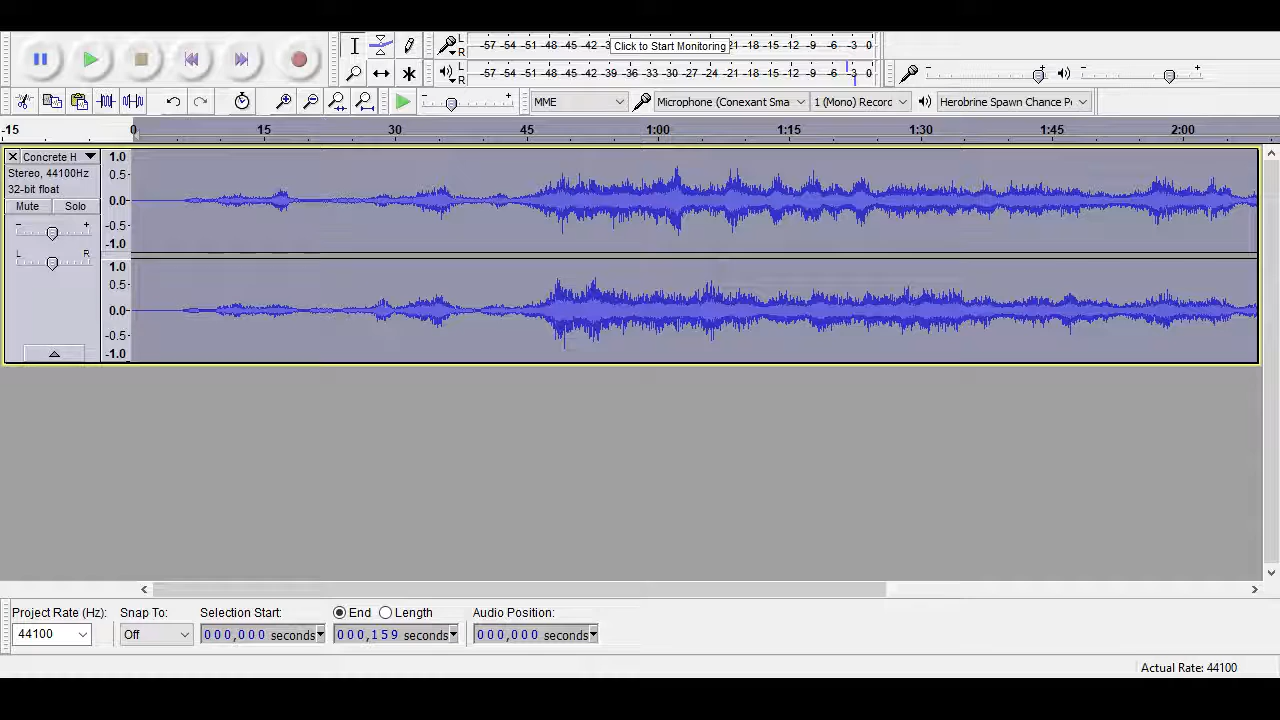 L
R
-57 -54 -51 -48 -45 -42 -3 Click to Start Monitoring 21 -18 -15 -12 -9 -6 -3 0
L
R
-57 -54 -51 -48 -45 -42 -39 -36 -33 -30 -27 -24 -21 -18 -15 -12 -9 -6 -3 0
- +
- +
- +
MME
Microphone (Conexant Sma
1 (Mono) Recorc
Herobrine Spawn Chance P
-15 0 15 30 45 1:00 1:15 1:30 1:45 2:00
Concrete H
Stereo, 44100Hz
32-bit float
Mute Solo
- +
L R
1.0
0.5-
0.0-
-0.5-
-1.0
1.0
0.5-
0.0-
-0.5-
-1.0
Project Rate (Hz): Snap To: Selection Start: End Length Audio Position:
44100 Off 000,000 seconds 000,159 seconds 000,000 seconds
Actual Rate: 44100